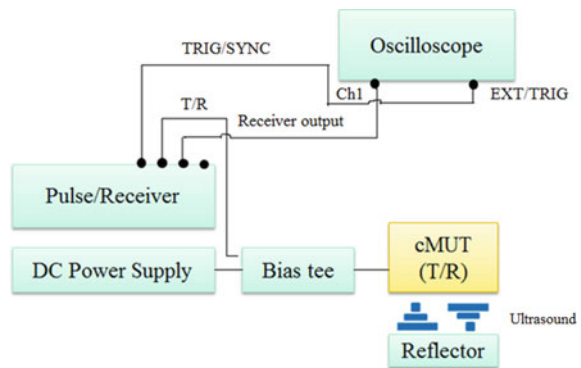 Oscilloscope
TRIG/SYNC
Ch1
EXT/TRIG
T/R
Receiver output
Pulse/Receiver
DC Power Supply
Bias tee
cMUT
(T/R)
Ultrasound
Reflector